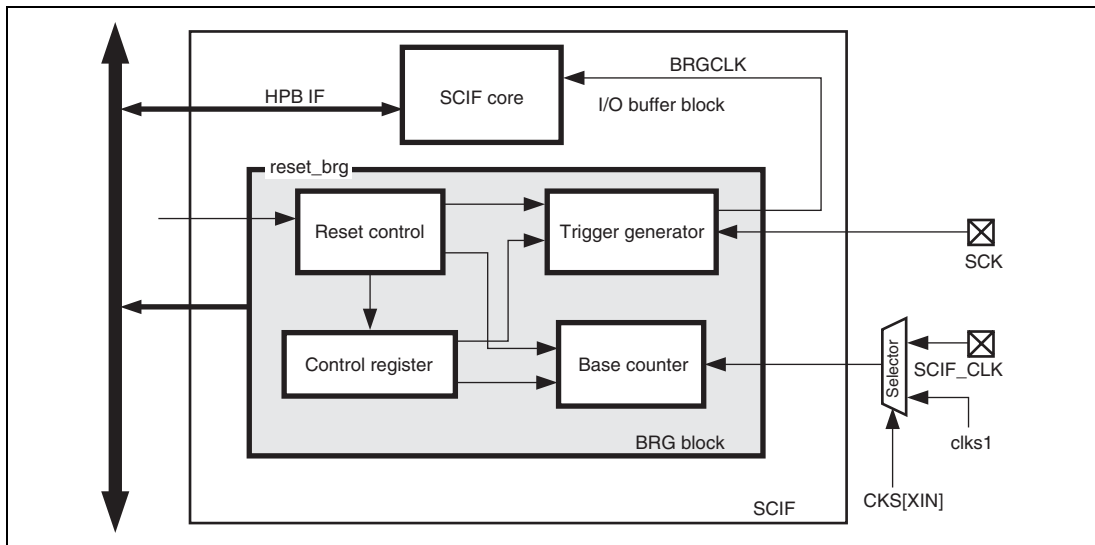 BRGCLK
SCIF core
HPB IF
I/O buffer block
reset_brg
Reset control
Trigger generator
SCK
Control register
Base counter
Selector
SCIF_CLK
BRG block
clks1
CKS[XIN]
SCIF